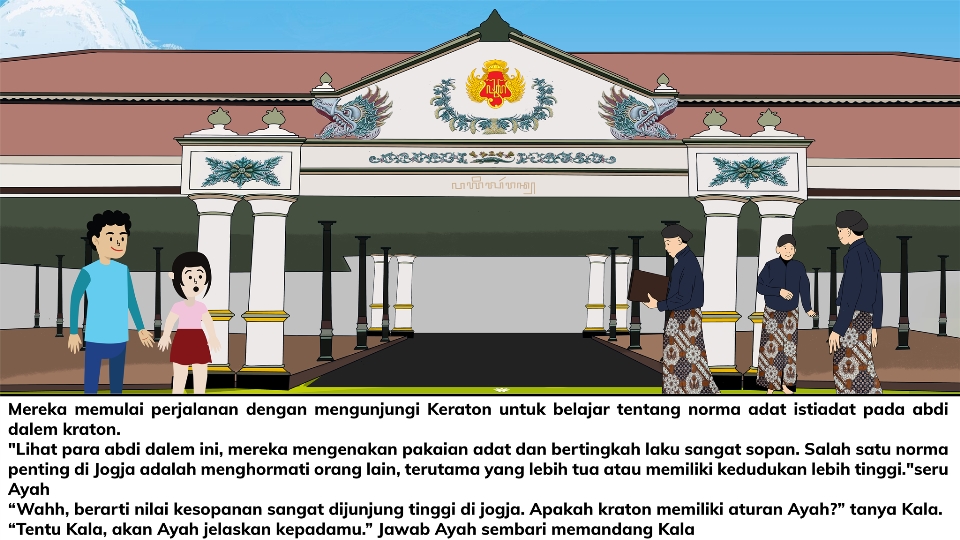 Mereka memulai perjalanan dengan mengunjungi Keraton untuk belajar tentang norma adat istiadat pada abdi
dalem kraton.
"Lihat para abdi dalem ini, mereka mengenakan pakaian adat dan bertingkah laku sangat sopan. Salah satu norma
penting di Jogja adalah menghormati orang lain, terutama yang lebih tua atau memiliki kedudukan lebih tinggi."seru
Ayah
“Wahh, berarti nilai kesopanan sangat dijunjung tinggi di jogja. Apakah kraton memiliki aturan Ayah?” tanya Kala.
“Tentu Kala, akan Ayah jelaskan kepadamu.” Jawab Ayah sembari memandang Kala